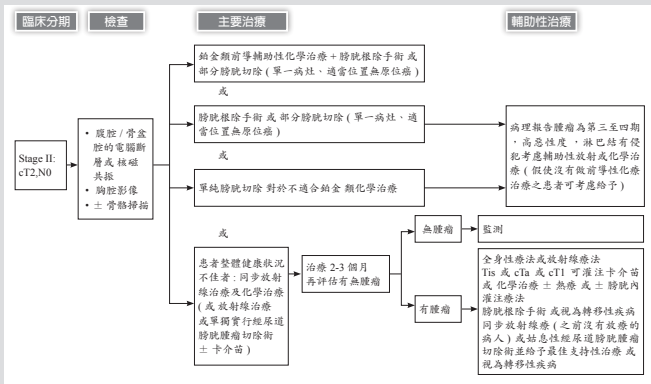 臨床分期
檢查
主要治療
輔助性治療
Stage II:
cT2,N0
• 腹腔 / 骨盆
腔的電腦斷
層或 核磁
共振
• 胸腔影像
• ± 骨骼掃描
鉑金類前導輔助性化學治療 + 膀胱根除手術 或
部分膀胱切除 ( 單一病灶、適當位置無原位癌 )
或
膀胱根除手術 或 部分膀胱切除 ( 單一病灶、適
當位置無原位癌 )
或
單純膀胱切除 對於不適合鉑金 類化學治療
或
患者整體健康狀況
不佳者 : 同步放射
線治療及化學治療
( 或 放射線治療
或單獨實行經尿道
膀胱腫瘤切除術
± 卡介苗 )
治療 2-3 個月
再評估有無腫瘤
無腫瘤
監測
有腫瘤
病理報告腫瘤為第三至四期
，高惡性度 ，淋巴結有侵
犯考慮輔助性放射或化學治
療 ( 假使沒有做前導性化療
治療之患者可考慮給予 )
全身性療法或放射線療法
Tis 或 cTa 或 cT1 可灌注卡介苗
或 化學治療 ± 熱療 或 ± 膀胱內
灌注療法
膀胱根除手術 或視為轉移性疾病
同步放射線療 ( 之前沒有放療的
病人 ) 或姑息性經尿道膀胱腫瘤
切除術並給予最佳支持性治療 或
視為轉移性疾病